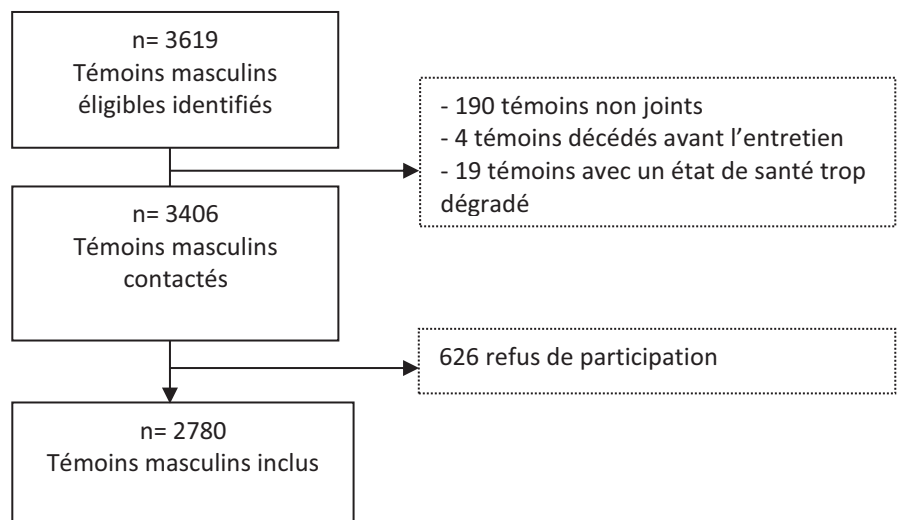 n= 3619
Témoins masculins
éligibles identifiés
- 190 témoins non joints
- 4 témoins décédés avant l'entretien
- 19 témoins avec un état de santé trop
dégradé
n= 3406
Témoins masculins
contactés
626 refus de participation
n= 2780
Témoins masculins inclus